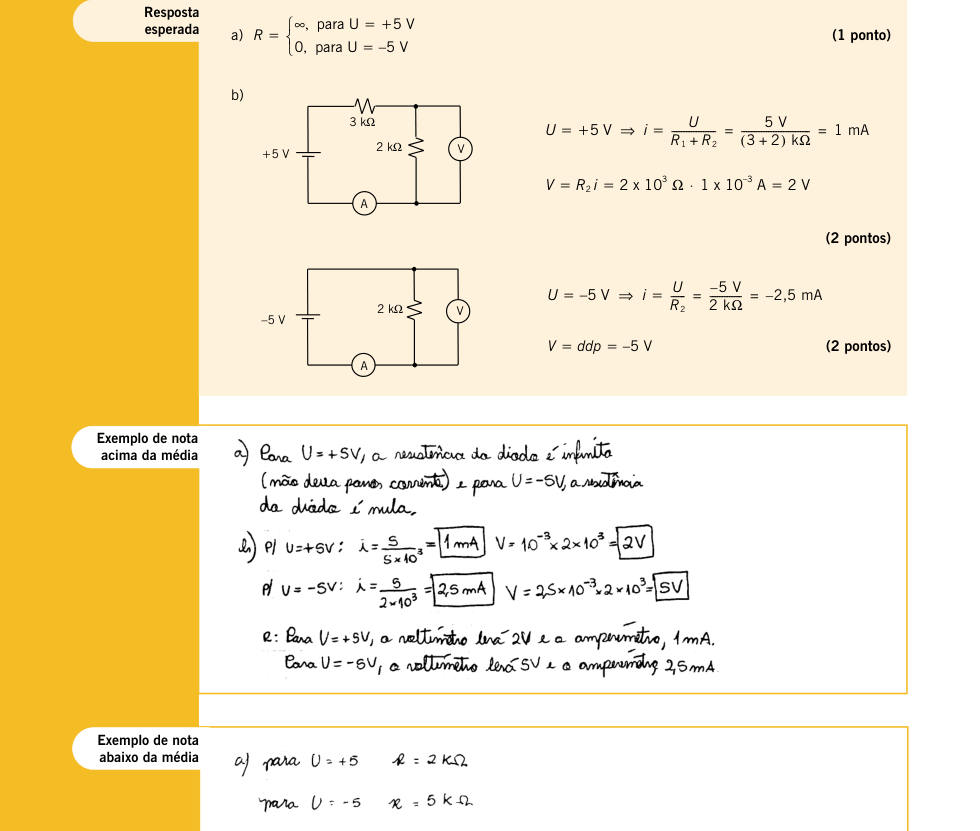 Resposta
esperada
a) R = { ∞, para U = +5 V
0, para U = –5 V
(1 ponto)
b)
3 kΩ
2 kΩ
V
+5 V
A
U = +5 V ⇒ i = U / (R₁ + R₂) = 5 V / ((3 + 2) kΩ) = 1 mA
V = R₂ i = 2 x 10³ Ω · 1 x 10⁻³ A = 2 V
(2 pontos)
2 kΩ
V
–5 V
A
U = –5 V ⇒ i = U / R₂ = –5 V / 2 kΩ = –2,5 mA
V = ddp = –5 V
(2 pontos)
Exemplo de nota
acima da média
a) Para U = +5V, a resistência do diodo é infinita
(não deixa passar corrente) e para U = -5V, a resistência
do diodo é nula.
b) P/ U=+5V: i = 5 / 5×10³ = 1 mA V = 10⁻³ × 2×10³ = 2V
P/ U = -5V: i = 5 / 2×10³ = 2,5 mA V = 2,5×10⁻³ × 2×10³ = 5V
R: Para U=+5V, o voltímetro lerá 2V e o amperímetro, 1mA.
Para U = -5V, o voltímetro lerá 5V e o amperímetro 2,5mA
Exemplo de nota
abaixo da média
a) para U = +5 R = 2 KΩ
para U = -5 R = 5 KΩ